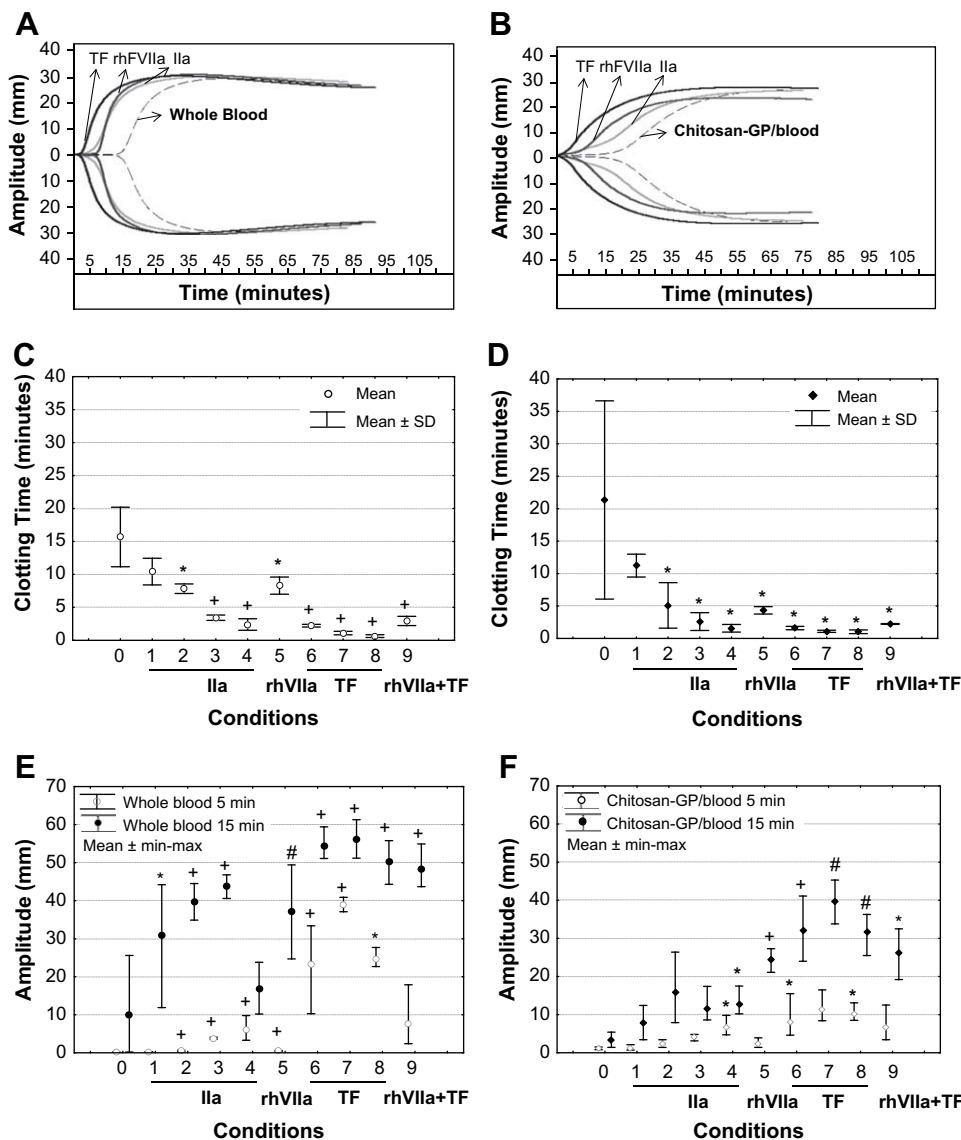 A
40
30
20
10
0
10
20
30
40
Amplitude (mm)
TF rhFVIIa IIa
Whole Blood
5 15 25 35 45 55 65 75 85 95 105
Time (minutes)
B
40
30
20
10
0
10
20
30
40
Amplitude (mm)
TF rhFVIIa IIa
Chitosan-GP/blood
5 15 25 35 45 55 65 75 85 95 105
Time (minutes)
C
Clotting Time (minutes)
40
35
30
25
20
15
10
5
0
Mean
Mean ± SD
* + + * + + + +
0 1 2 3 4 5 6 7 8 9
IIa rhVIIa TF rhVIIa+TF
Conditions
D
Clotting Time (minutes)
40
35
30
25
20
15
10
5
0
Mean
Mean ± SD
* * * * * * * *
0 1 2 3 4 5 6 7 8 9
IIa rhVIIa TF rhVIIa+TF
Conditions
E
Amplitude (mm)
70
60
50
40
30
20
10
0
Whole blood 5 min
Whole blood 15 min
Mean ± min-max
* + + # + + + +
+ + + + + + *
0 1 2 3 4 5 6 7 8 9
IIa rhVIIa TF rhVIIa+TF
Conditions
F
Amplitude (mm)
70
60
50
40
30
20
10
0
Chitosan-GP/blood 5 min
Chitosan-GP/blood 15 min
Mean ± min-max
* + + # # *
* * *
0 1 2 3 4 5 6 7 8 9
IIa rhVIIa TF rhVIIa+TF
Conditions